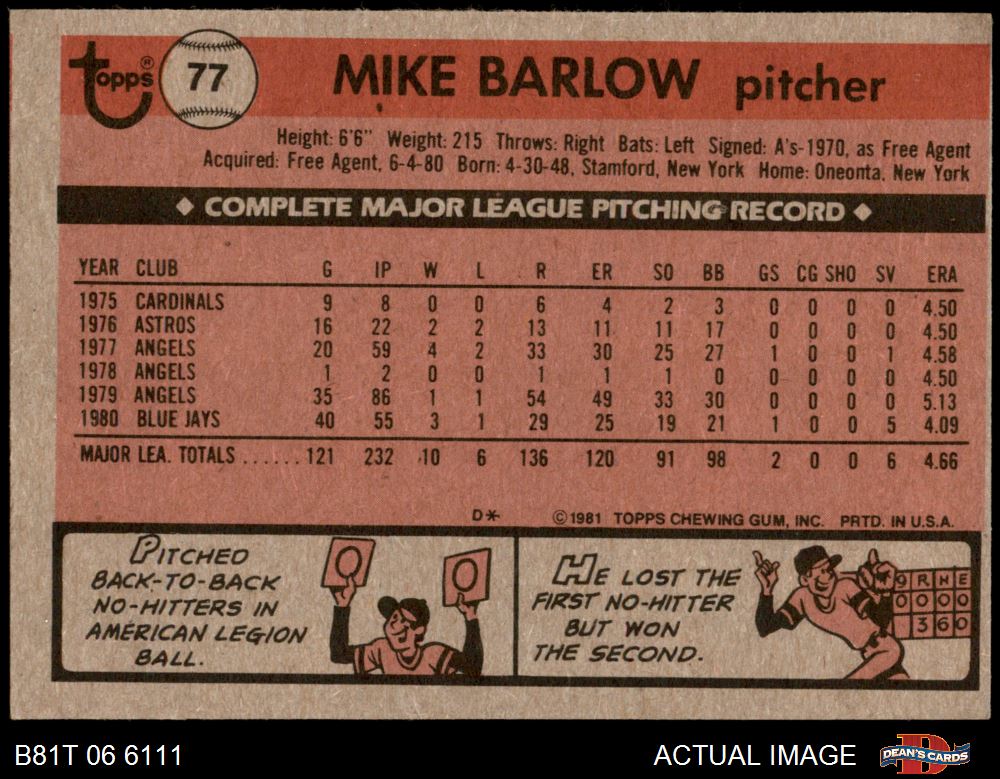 Topps® 77 MIKE BARLOW pitcher
Height: 6'6" Weight: 215 Throws: Right Bats: Left Signed: A's-1970, as Free Agent
Acquired: Free Agent, 6-4-80 Born: 4-30-48, Stamford, New York Home: Oneonta, New York
◆ COMPLETE MAJOR LEAGUE PITCHING RECORD ◆
YEAR CLUB G IP W L R ER SO BB GS CG SHO SV ERA
1975 CARDINALS 9 8 0 0 6 4 2 3 0 0 0 0 4.50
1976 ASTROS 16 22 2 2 13 11 11 17 0 0 0 0 4.50
1977 ANGELS 20 59 4 2 33 30 25 27 1 0 0 1 4.58
1978 ANGELS 1 2 0 0 1 1 1 0 0 0 0 0 4.50
1979 ANGELS 35 86 1 1 54 49 33 30 0 0 0 0 5.13
1980 BLUE JAYS 40 55 3 1 29 25 19 21 1 0 0 5 4.09
MAJOR LEA. TOTALS ...... 121 232 10 6 136 120 91 98 2 0 0 6 4.66
D* ©1981 TOPPS CHEWING GUM, INC. PRTD. IN U.S.A.
PITCHED
BACK-TO-BACK
NO-HITTERS IN
AMERICAN LEGION
BALL.
0 0
HE LOST THE
FIRST NO-HITTER
BUT WON
THE SECOND.
9 R H E
0 0 0 0
3 6 0
B81T 06 6111 ACTUAL IMAGE DEAN'S CARDS